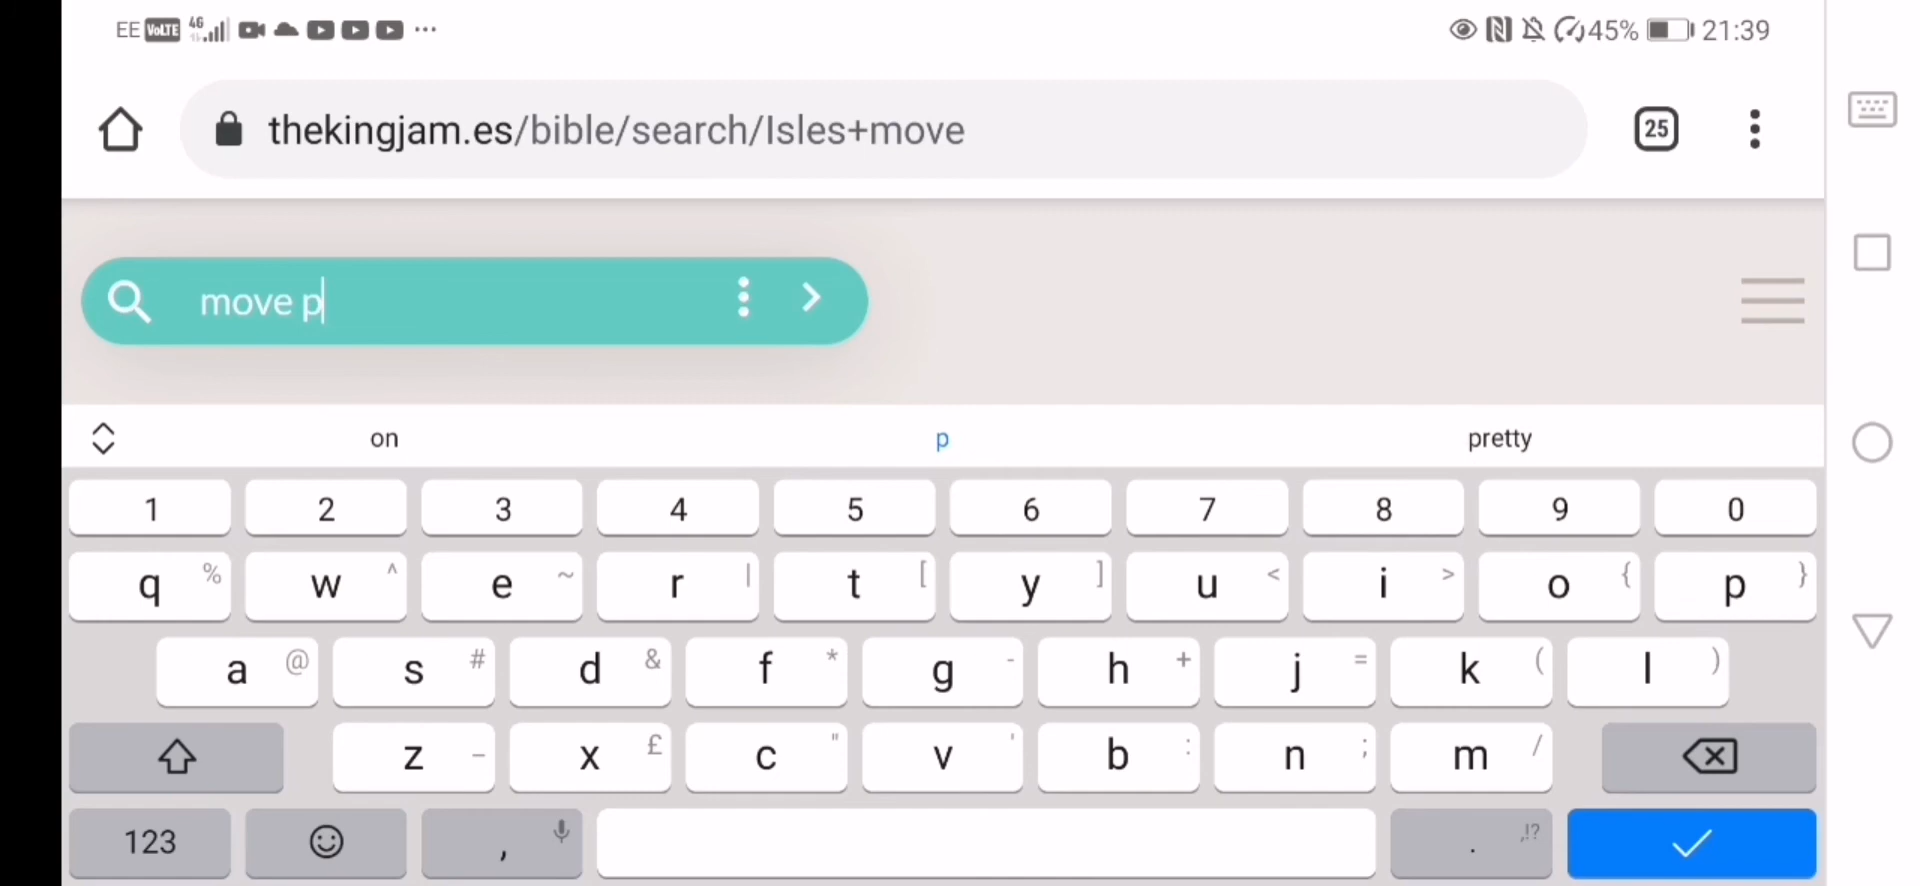 EE VoLTE 4G 45% 21:39
thekingjam.es/bible/search/Isles+move 25
move p
on p pretty
1 2 3 4 5 6 7 8 9 0
q % w ^ e ~ r | t [ y ] u < i > o { p }
a @ s # d & f * g - h + j = k ( l )
z _ x £ c " v ' b : n ; m /
123 , . ,!?